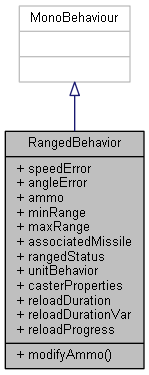 MonoBehaviour
RangedBehavior
+ speedError
+ angleError
+ ammo
+ minRange
+ maxRange
+ associatedMissile
+ rangedStatus
+ unitBehavior
+ casterProperties
+ reloadDuration
+ reloadDurationVar
+ reloadProgress
+ modifyAmmo()